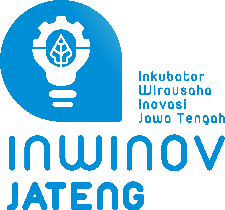 Inkubator
Wirausaha
Inovasi
Jawa Tengah
INWINOV
JATENG